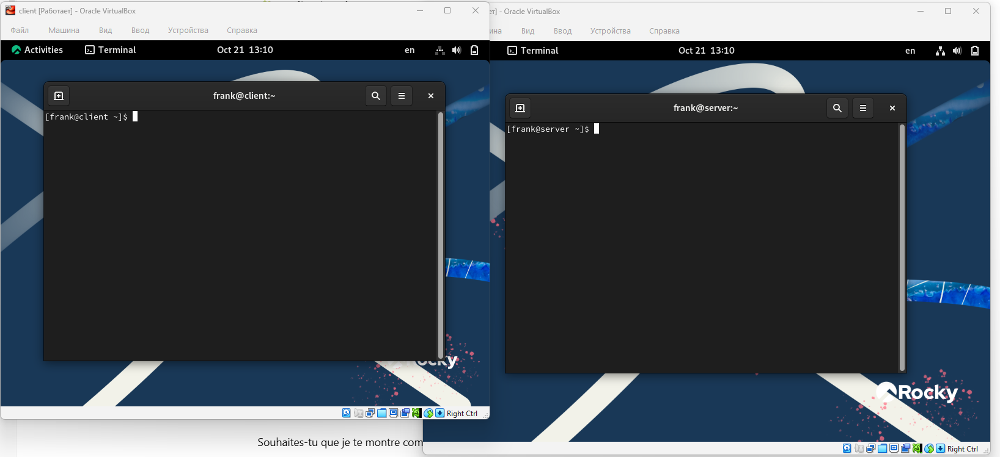 client [Работает] - Oracle VirtualBox
Файл Машина Вид Ввод Устройства Справка
Activities Terminal Oct 21 13:10 en
frank@client:~
[frank@client ~]$
Rocky
Right Ctrl
ет] - Oracle VirtualBox
ина Вид Ввод Устройства Справка
Terminal Oct 21 13:10 en
frank@server:~
[frank@server ~]$
Rocky
Right Ctrl
Souhaites-tu que je te montre com